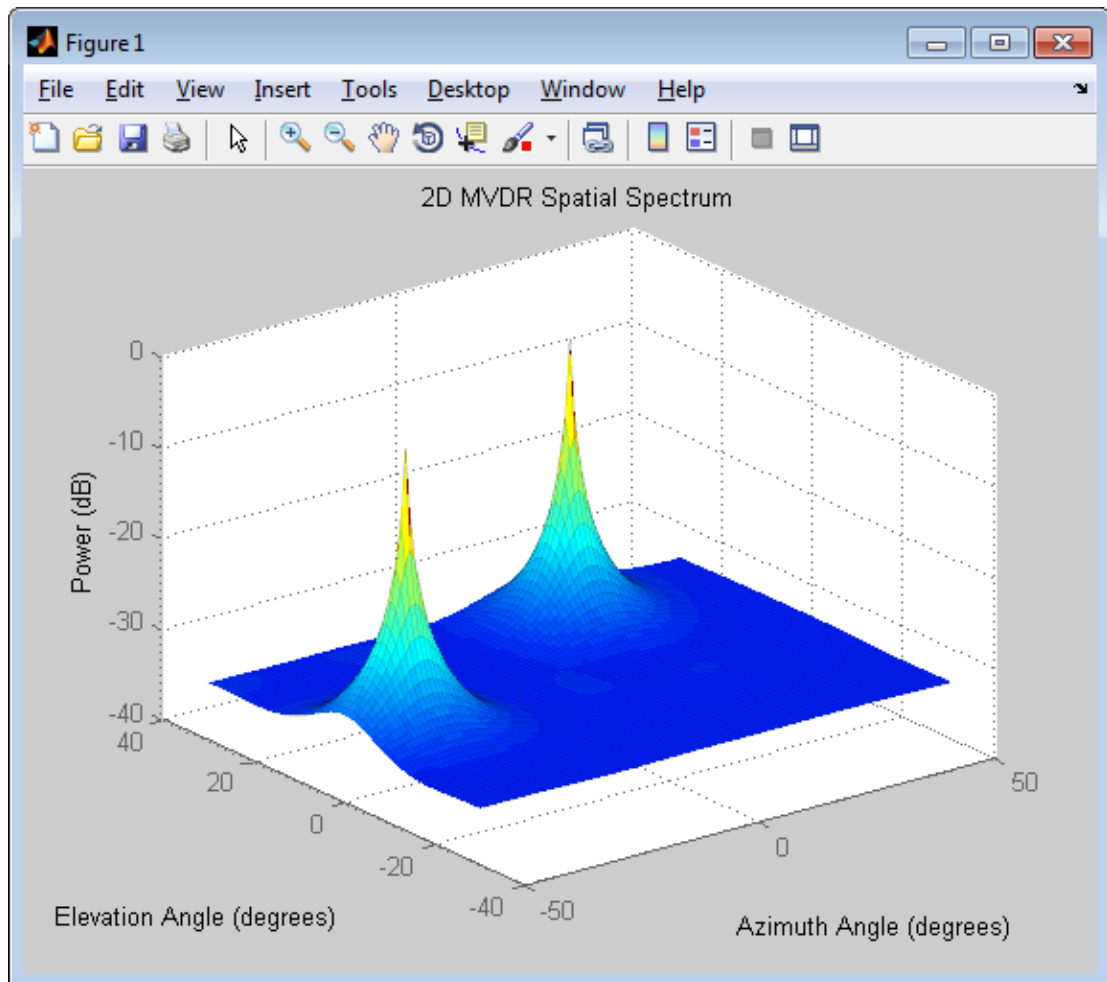 Figure 1
File Edit View Insert Tools Desktop Window Help
2D MVDR Spatial Spectrum
0
-10
-20
-30
-40
Power (dB)
40
20
0
-20
-40
Elevation Angle (degrees)
-50
0
50
Azimuth Angle (degrees)